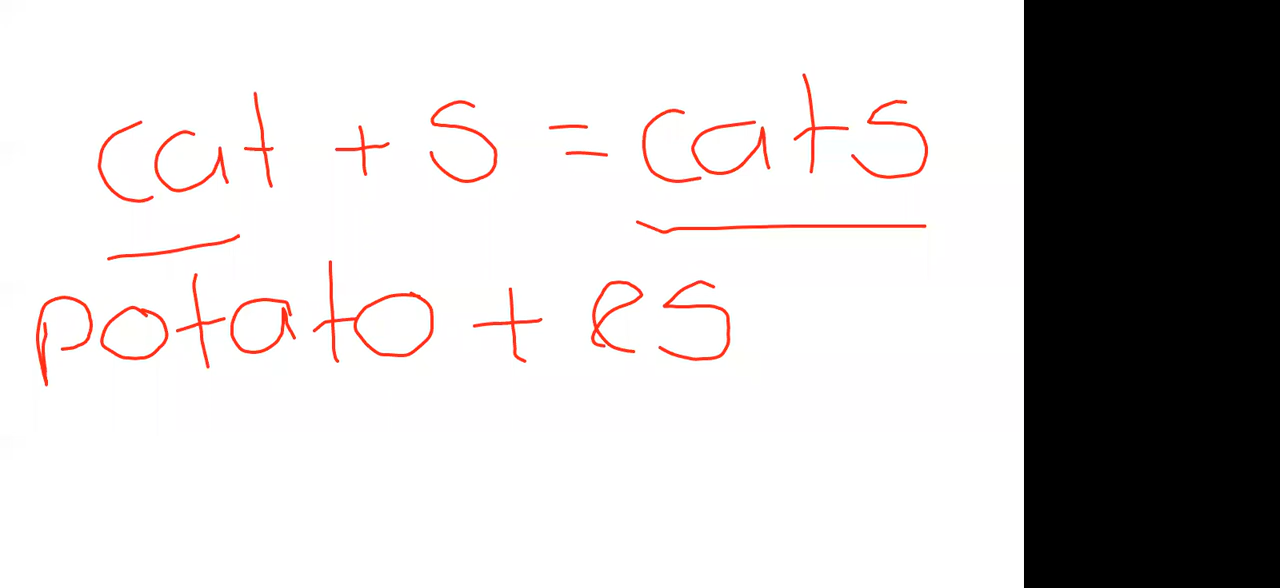 cat + s = cats
potato + es